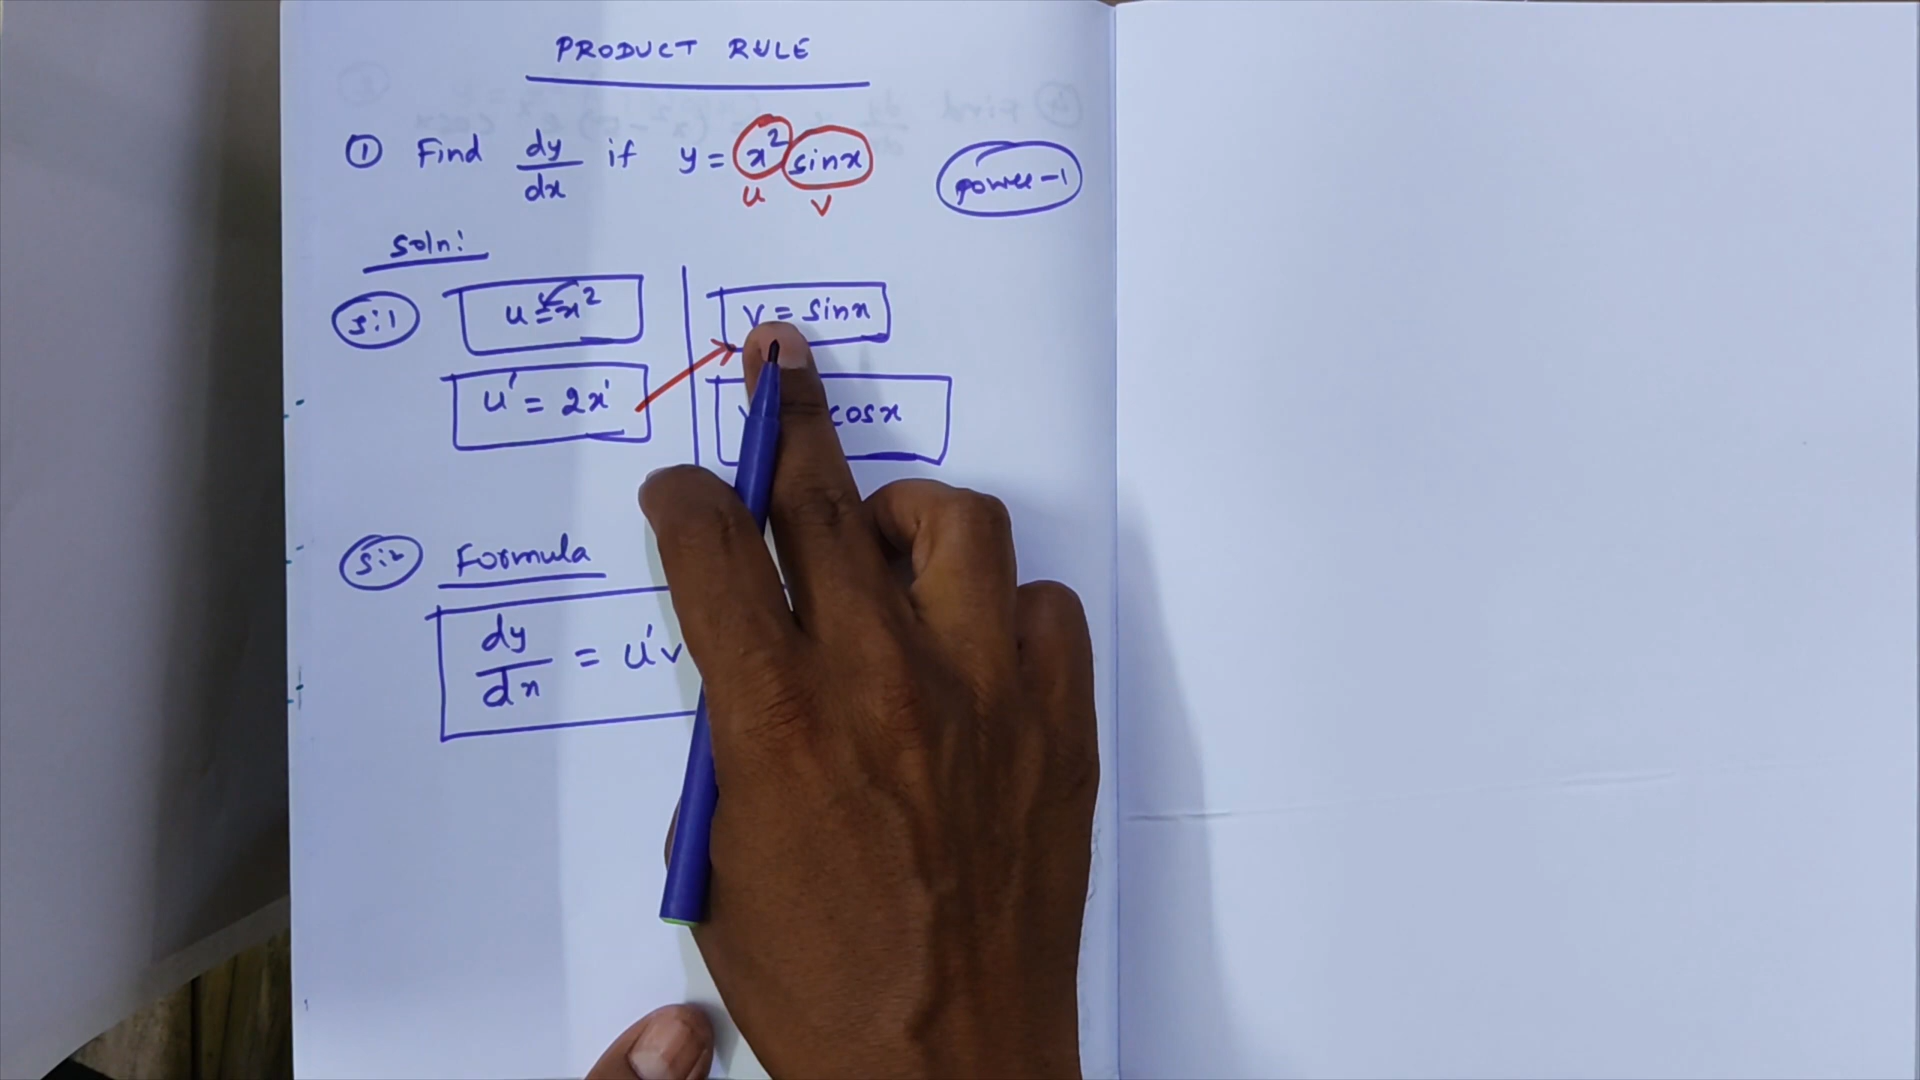 PRODUCT RULE
① Find dy/dx if y = x² sinx
u v
power-1
Soln:
S:1 u = x² v = sinx
u' = 2x' cosx
S:2 Formula
dy/dx = u'v